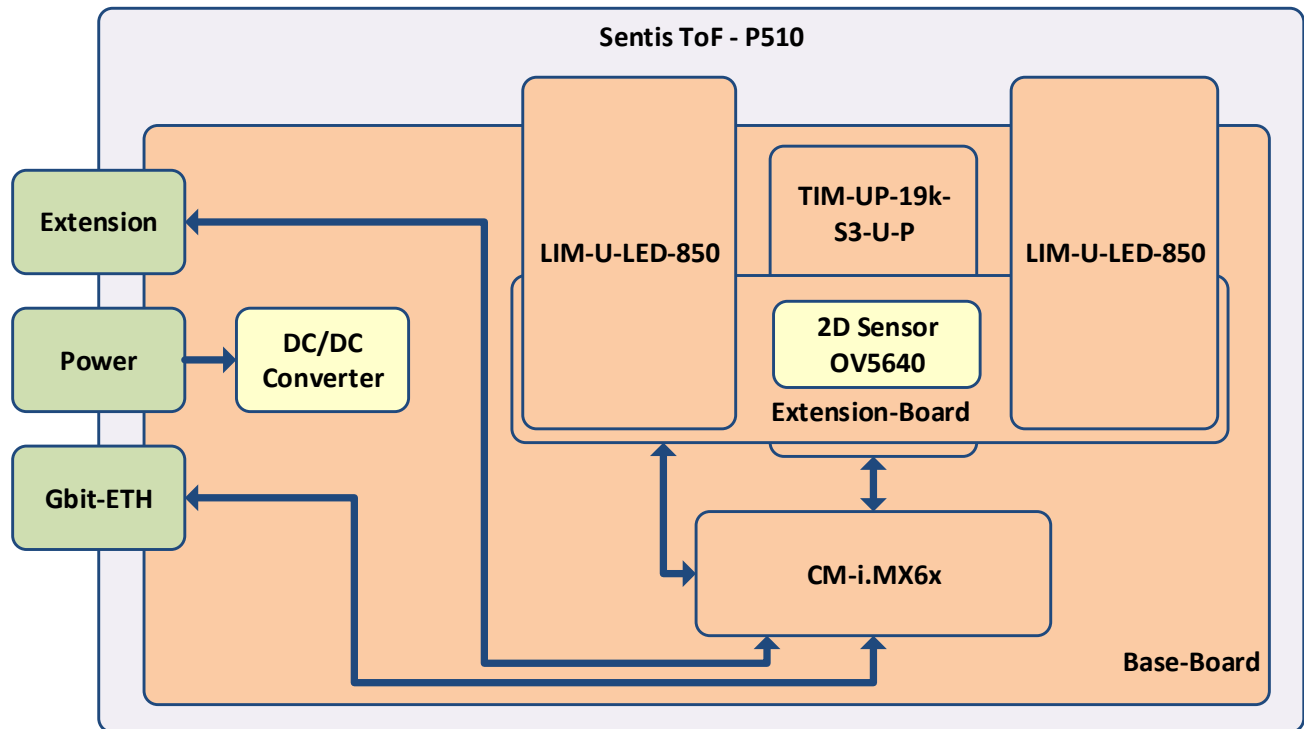 Sentis ToF - P510
Extension
Power
Gbit-ETH
DC/DC
Converter
LIM-U-LED-850
TIM-UP-19k-
S3-U-P
LIM-U-LED-850
2D Sensor
OV5640
Extension-Board
CM-i.MX6x
Base-Board